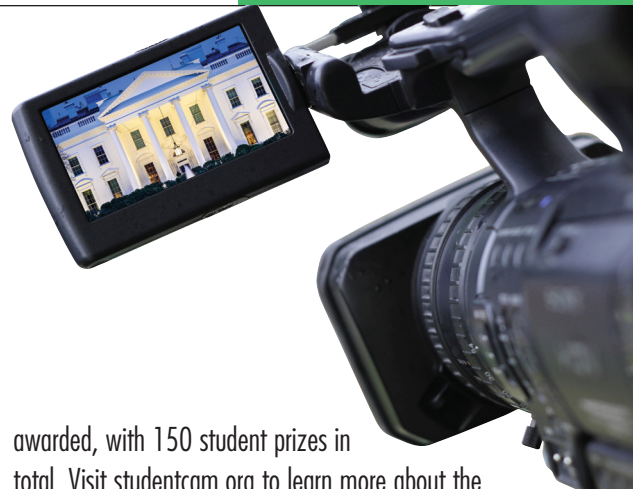 awarded, with 150 student prizes in
total. Visit studentcam.org to learn more about the